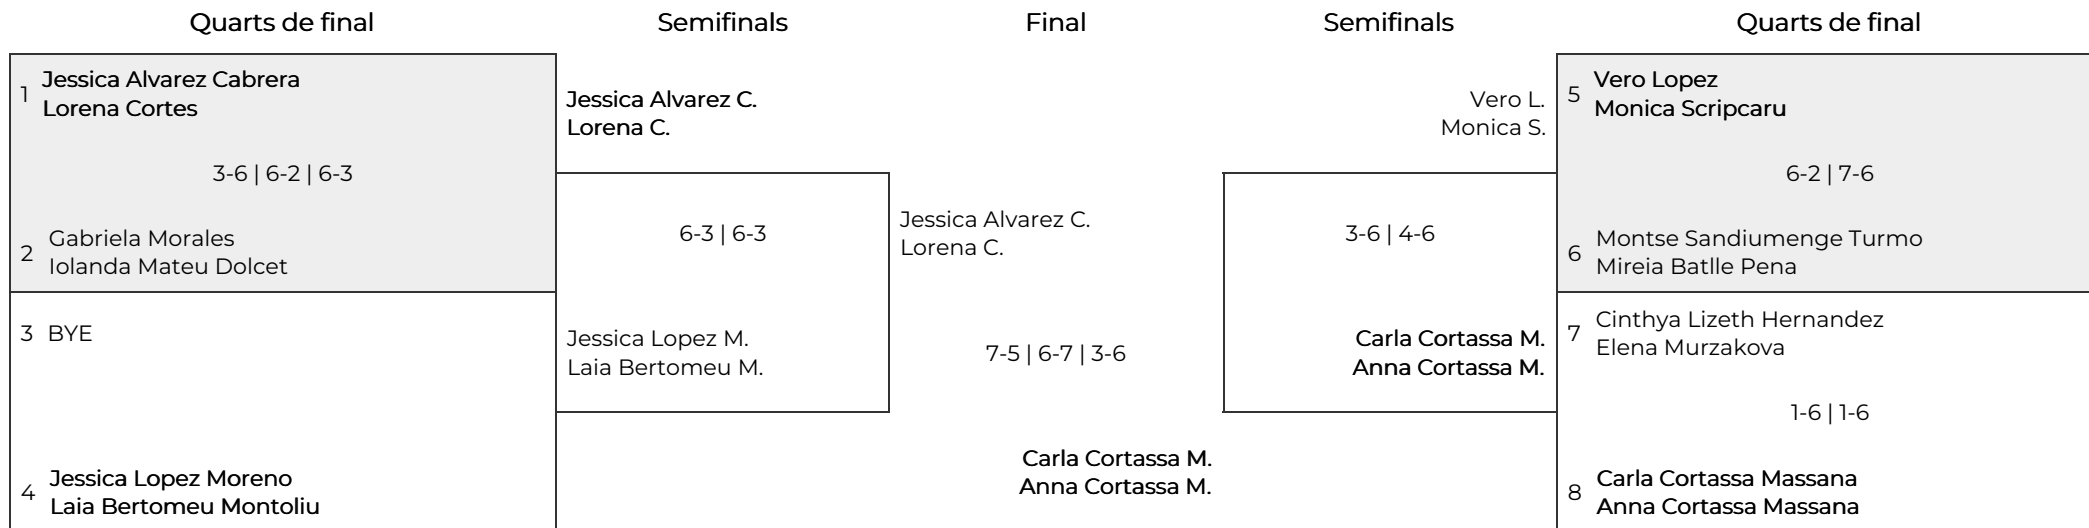 Quarts de final
Semifinals
Final
Semifinals
Quarts de final
1
Jessica Alvarez Cabrera
Lorena Cortes
3-6 | 6-2 | 6-3
2
Gabriela Morales
Iolanda Mateu Dolcet
3 BYE
4
Jessica Lopez Moreno
Laia Bertomeu Montoliu
Jessica Alvarez C.
Lorena C.
6-3 | 6-3
Jessica Lopez M.
Laia Bertomeu M.
Jessica Alvarez C.
Lorena C.
7-5 | 6-7 | 3-6
Carla Cortassa M.
Anna Cortassa M.
Vero L.
Monica S.
3-6 | 4-6
Carla Cortassa M.
Anna Cortassa M.
5
Vero Lopez
Monica Scripcaru
6-2 | 7-6
6
Montse Sandiumenge Turmo
Mireia Batlle Pena
7
Cinthya Lizeth Hernandez
Elena Murzakova
1-6 | 1-6
8
Carla Cortassa Massana
Anna Cortassa Massana